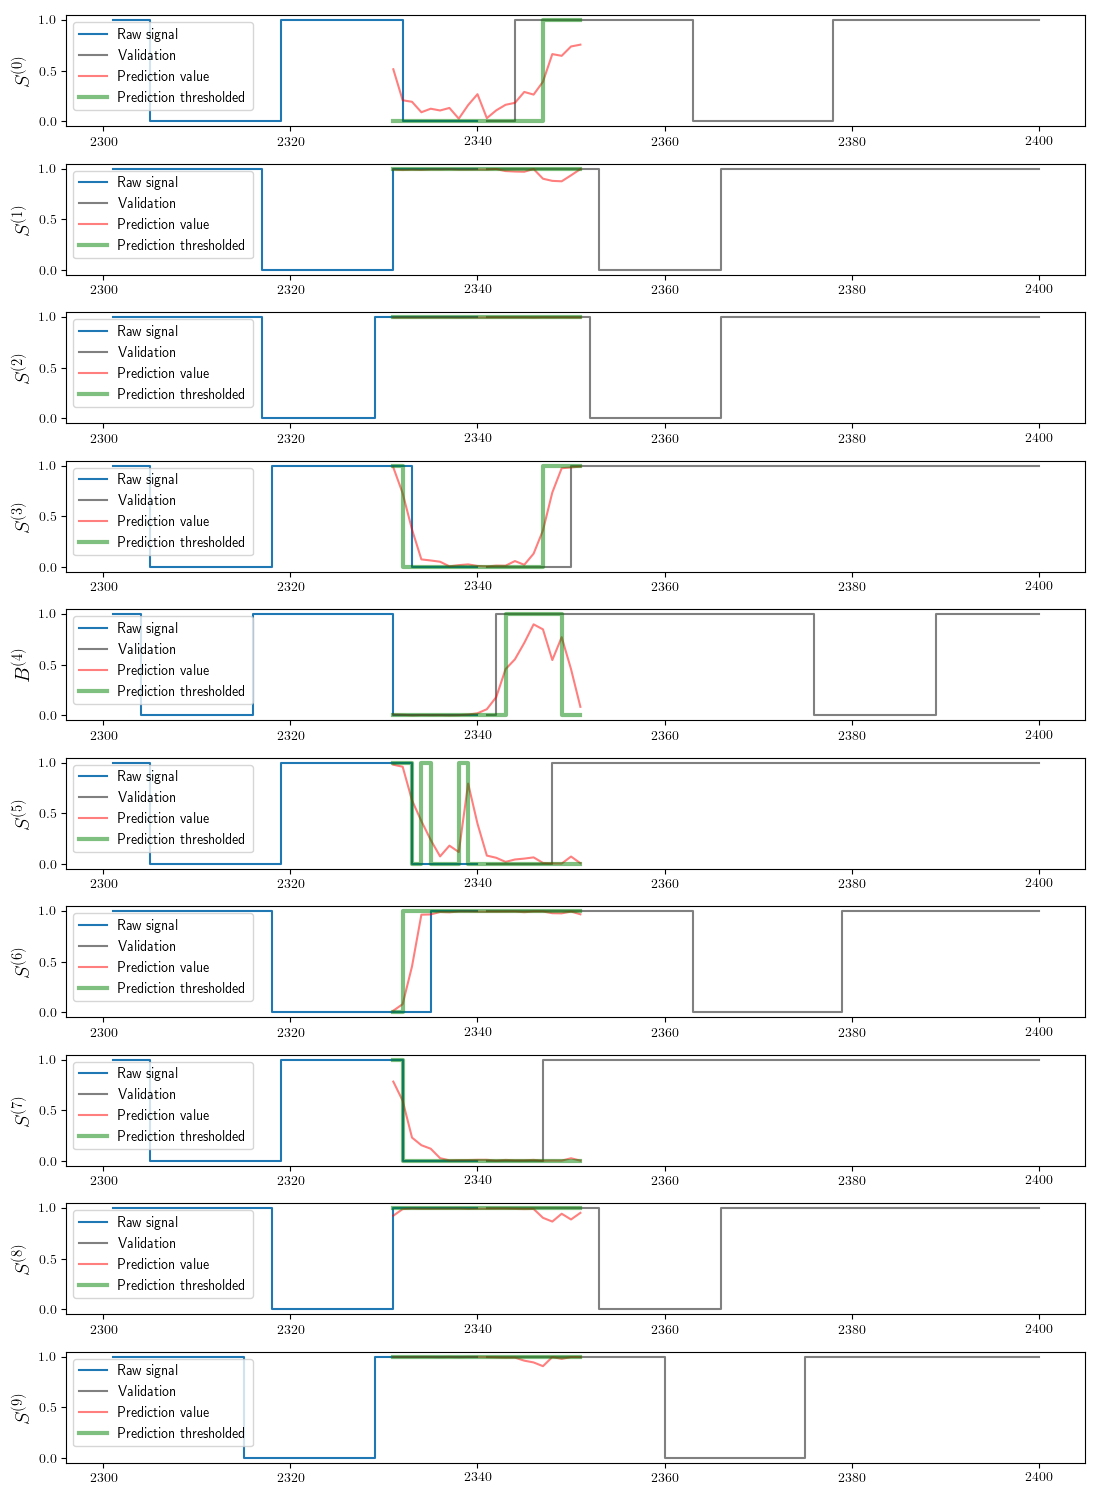 1.0
0.5
0.0
S^(0)
Raw signal
Validation
Prediction value
Prediction thresholded
2300 2320 2340 2360 2380 2400
1.0
0.5
0.0
S^(1)
Raw signal
Validation
Prediction value
Prediction thresholded
2300 2320 2340 2360 2380 2400
1.0
0.5
0.0
S^(2)
Raw signal
Validation
Prediction value
Prediction thresholded
2300 2320 2340 2360 2380 2400
1.0
0.5
0.0
S^(3)
Raw signal
Validation
Prediction value
Prediction thresholded
2300 2320 2340 2360 2380 2400
1.0
0.5
0.0
B^(4)
Raw signal
Validation
Prediction value
Prediction thresholded
2300 2320 2340 2360 2380 2400
1.0
0.5
0.0
S^(5)
Raw signal
Validation
Prediction value
Prediction thresholded
2300 2320 2340 2360 2380 2400
1.0
0.5
0.0
S^(6)
Raw signal
Validation
Prediction value
Prediction thresholded
2300 2320 2340 2360 2380 2400
1.0
0.5
0.0
S^(7)
Raw signal
Validation
Prediction value
Prediction thresholded
2300 2320 2340 2360 2380 2400
1.0
0.5
0.0
S^(8)
Raw signal
Validation
Prediction value
Prediction thresholded
2300 2320 2340 2360 2380 2400
1.0
0.5
0.0
S^(9)
Raw signal
Validation
Prediction value
Prediction thresholded
2300 2320 2340 2360 2380 2400